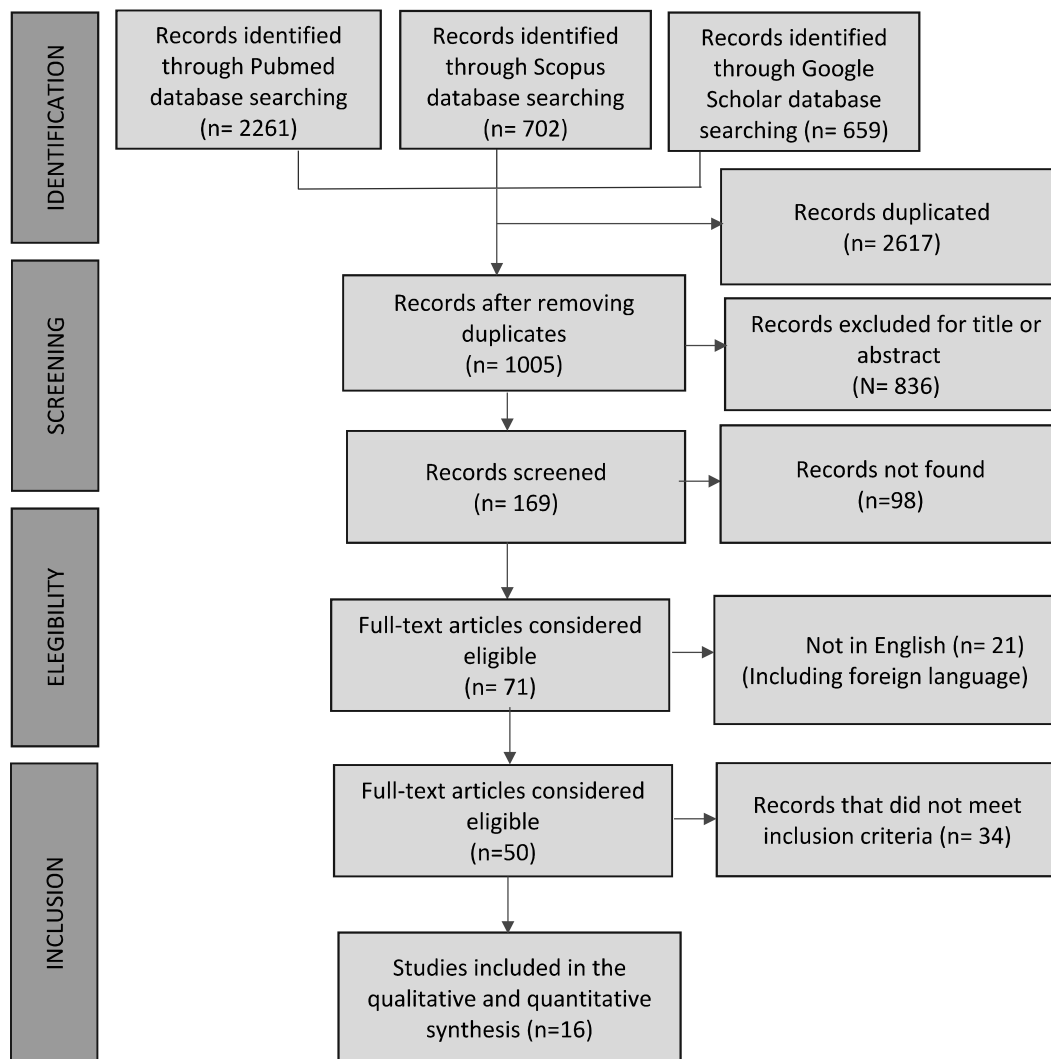 IDENTIFICATION
Records identified
through Pubmed
database searching
(n= 2261)
Records identified
through Scopus
database searching
(n= 702)
Records identified
through Google
Scholar database
searching (n= 659)
Records duplicated
(n= 2617)
SCREENING
Records after removing
duplicates
(n= 1005)
Records excluded for title or
abstract
(N= 836)
Records screened
(n= 169)
Records not found
(n=98)
ELEGIBILITY
Full-text articles considered
eligible
(n= 71)
Not in English (n= 21)
(Including foreign language)
INCLUSION
Full-text articles considered
eligible
(n=50)
Records that did not meet
inclusion criteria (n= 34)
Studies included in the
qualitative and quantitative
synthesis (n=16)